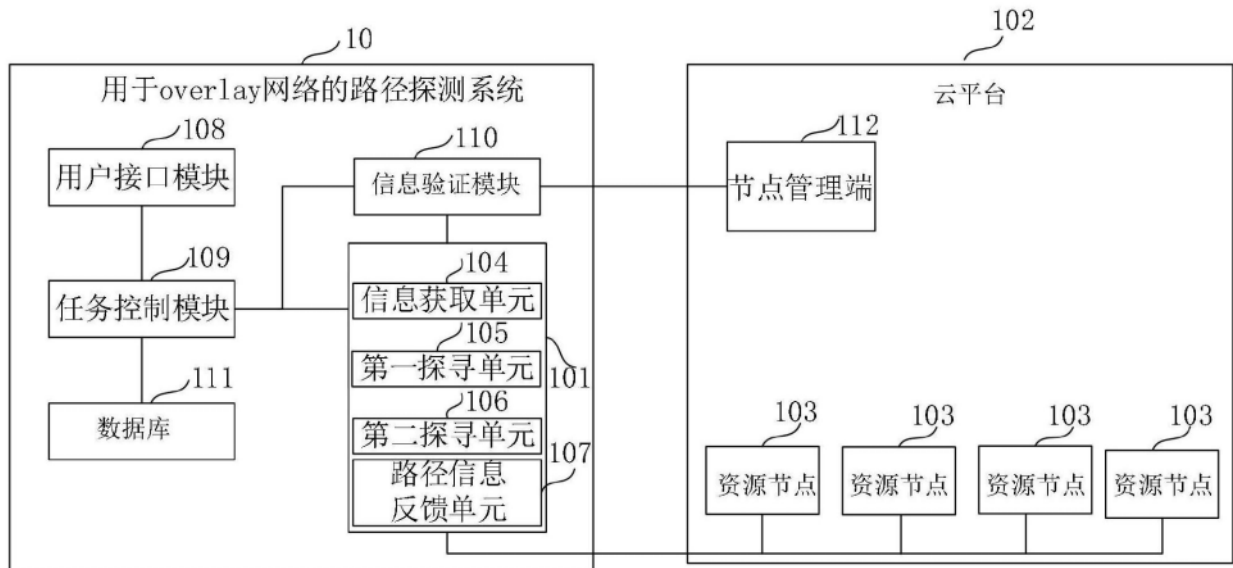 10
用于overlay网络的路径探测系统
108
用户接口模块
110
信息验证模块
109
任务控制模块
104
信息获取单元
105
第一探寻单元
101
111
数据库
106
第二探寻单元
107
路径信息
反馈单元
102
云平台
112
节点管理端
103
资源节点
103
资源节点
103
资源节点
103
资源节点